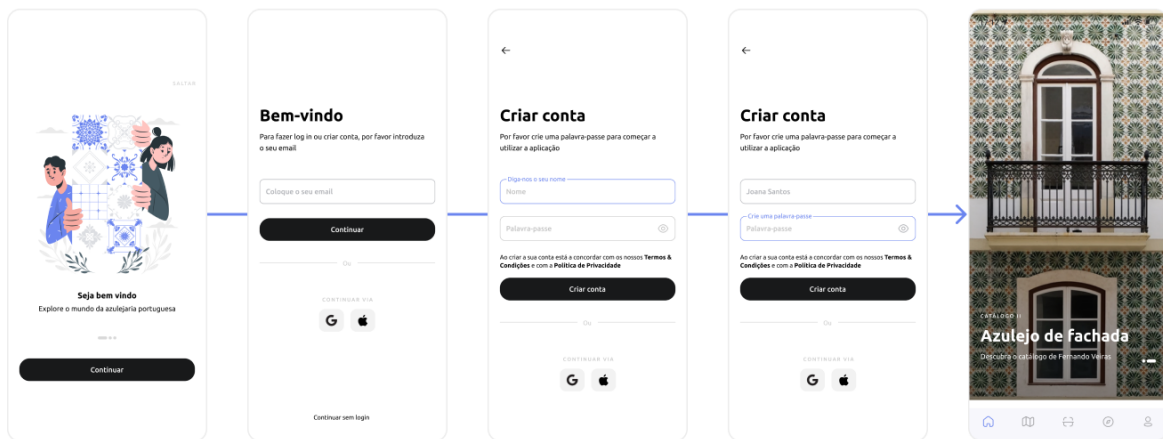 SALTAR
Seja bem vindo
Explore o mundo da azulejaria portuguesa
Continuar
Bem-vindo
Para fazer log in ou criar conta, por favor introduza
o seu email
Coloque o seu email
Continuar
Ou
CONTINUAR VIA
Continuar sem login
Criar conta
Por favor crie uma palavra-passe para começar a
utilizar a aplicação
Diga-nos o seu nome
Nome
Palavra-passe
Ao criar a sua conta está a concordar com os nossos Termos &
Condições e com a Política de Privacidade
Criar conta
Ou
CONTINUAR VIA
Criar conta
Por favor crie uma palavra-passe para começar a
utilizar a aplicação
Joana Santos
Crie uma palavra-passe
Palavra-passe
Ao criar a sua conta está a concordar com os nossos Termos &
Condições e com a Política de Privacidade
Criar conta
Ou
CONTINUAR VIA
CATÁLOGO II
Azulejo de fachada
Descubra o catálogo de Fernando Veiras